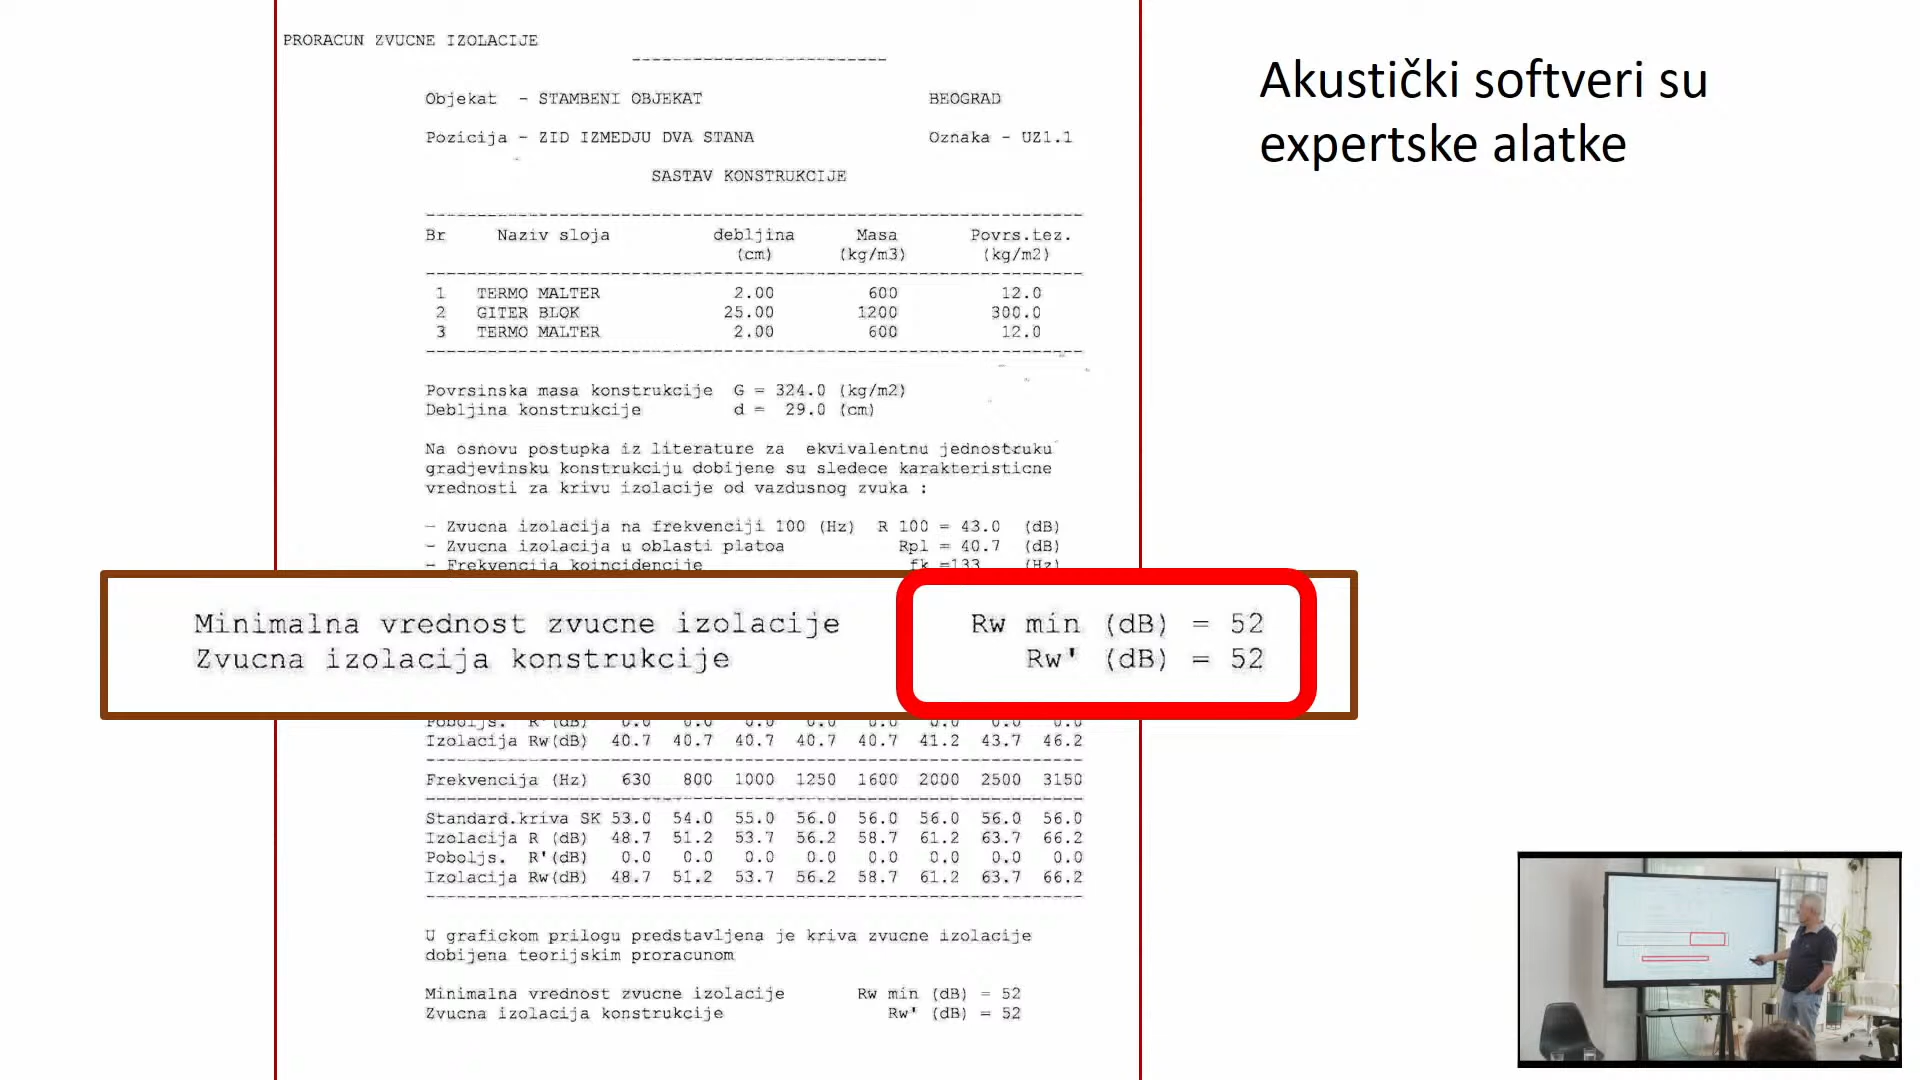 PRORACUN ZVUCNE IZOLACIJE
Akustički softveri su
expertske alatke
Objekat - STAMBENI OBJEKAT BEOGRAD
Pozicija - ZID IZMEDJU DVA STANA Oznaka - UZ1.1
SASTAV KONSTRUKCIJE
Br Naziv sloja debljina Masa Povrs.tez.
(cm) (kg/m3) (kg/m2)
1 TERMO MALTER 2.00 600 12.0
2 GITER BLOK 25.00 1200 300.0
3 TERMO MALTER 2.00 600 12.0
Povrsinska masa konstrukcije G = 324.0 (kg/m2)
Debljina konstrukcije d = 29.0 (cm)
Na osnovu postupka iz literature za ekvivalentnu jednostruku
gradjevinsku konstrukciju dobijene su sledece karakteristicne
vrednosti za krivu izolacije od vazdusnog zvuka :
- Zvucna izolacija na frekvenciji 100 (Hz) R 100 = 43.0 (dB)
- Zvucna izolacija u oblasti platoa Rpl = 40.7 (dB)
- Frekvencija koincidencije fk =133 (Hz)
Minimalna vrednost zvucne izolacije Rw min (dB) = 52
Zvucna izolacija konstrukcije Rw' (dB) = 52
Poboljs. R'(dB) 0.0 0.0 0.0 0.0 0.0 0.0 0.0 0.0
Izolacija Rw(dB) 40.7 40.7 40.7 40.7 40.7 41.2 43.7 46.2
Frekvencija (Hz) 630 800 1000 1250 1600 2000 2500 3150
Standard.kriva SK 53.0 54.0 55.0 56.0 56.0 56.0 56.0 56.0
Izolacija R (dB) 48.7 51.2 53.7 56.2 58.7 61.2 63.7 66.2
Poboljs. R'(dB) 0.0 0.0 0.0 0.0 0.0 0.0 0.0 0.0
Izolacija Rw(dB) 48.7 51.2 53.7 56.2 58.7 61.2 63.7 66.2
U grafickom prilogu predstavljena je kriva zvucne izolacije
dobijena teorijskim proracunom
Minimalna vrednost zvucne izolacije Rw min (dB) = 52
Zvucna izolacija konstrukcije Rw' (dB) = 52